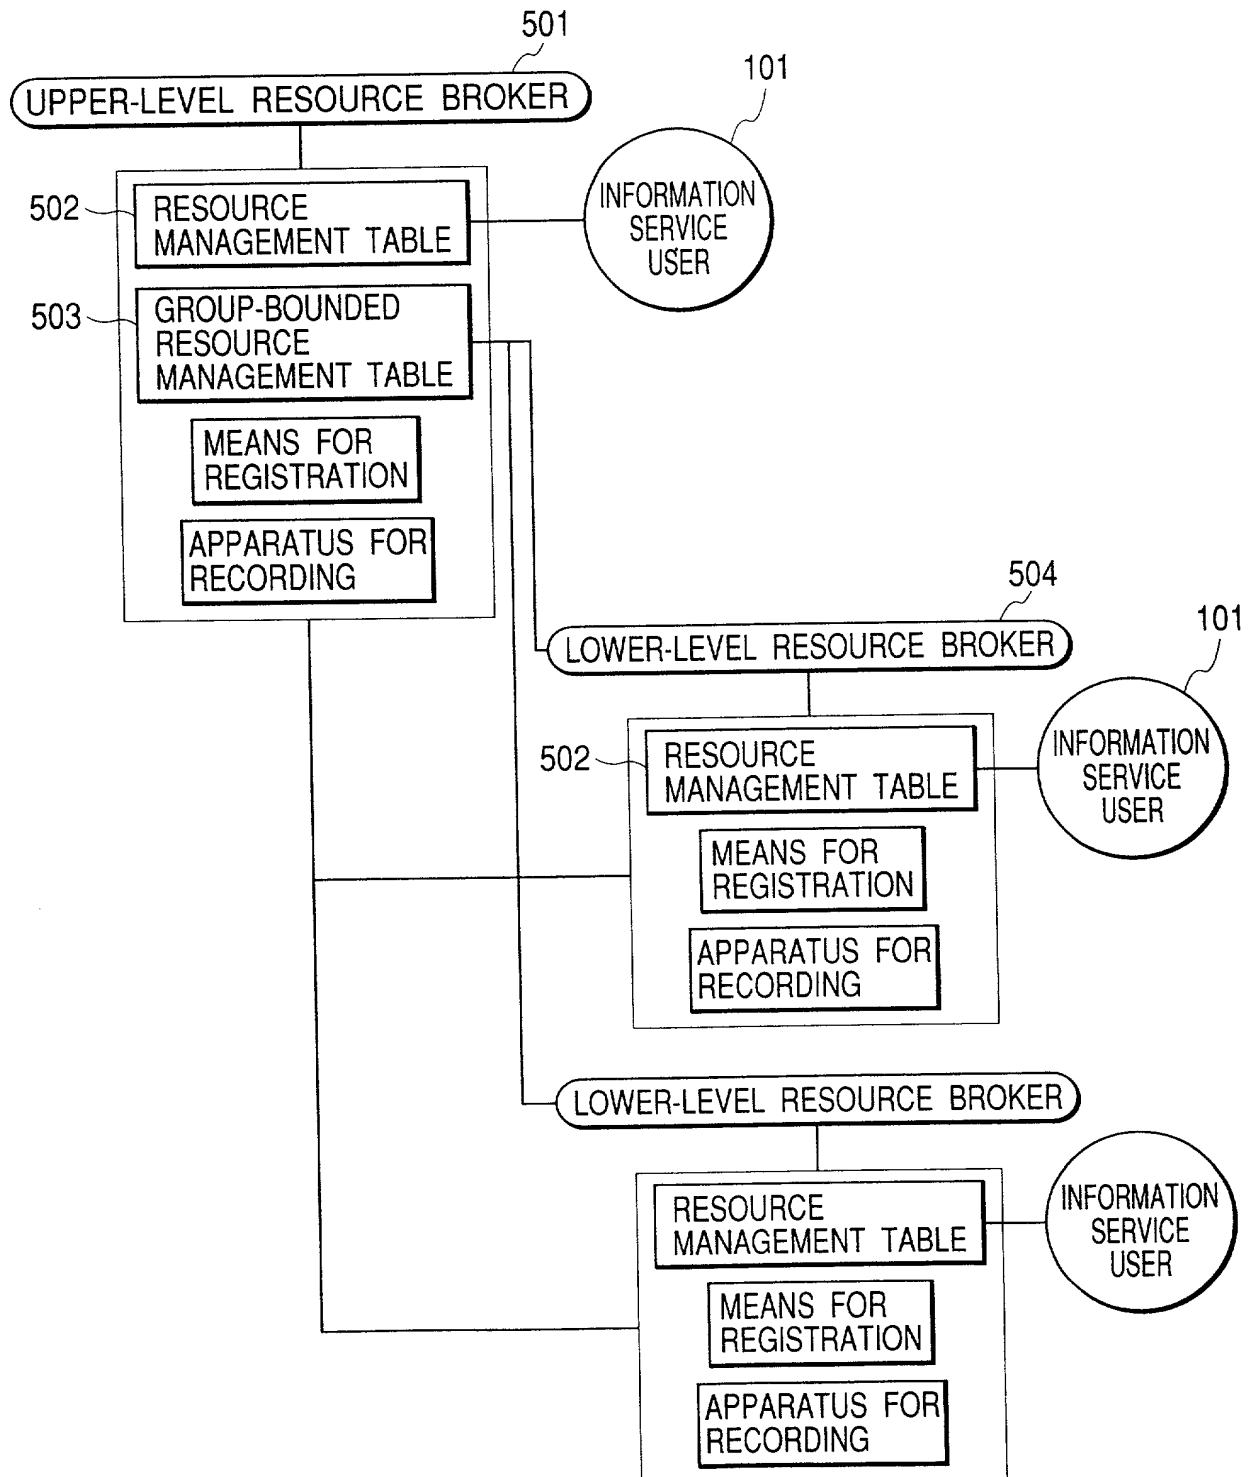 501
UPPER-LEVEL RESOURCE BROKER
101
INFORMATION
SERVICE
USER
502
RESOURCE
MANAGEMENT TABLE
503
GROUP-BOUNDED
RESOURCE
MANAGEMENT TABLE
MEANS FOR
REGISTRATION
APPARATUS FOR
RECORDING
504
LOWER-LEVEL RESOURCE BROKER
101
INFORMATION
SERVICE
USER
502
RESOURCE
MANAGEMENT TABLE
MEANS FOR
REGISTRATION
APPARATUS FOR
RECORDING
LOWER-LEVEL RESOURCE BROKER
INFORMATION
SERVICE
USER
RESOURCE
MANAGEMENT TABLE
MEANS FOR
REGISTRATION
APPARATUS FOR
RECORDING